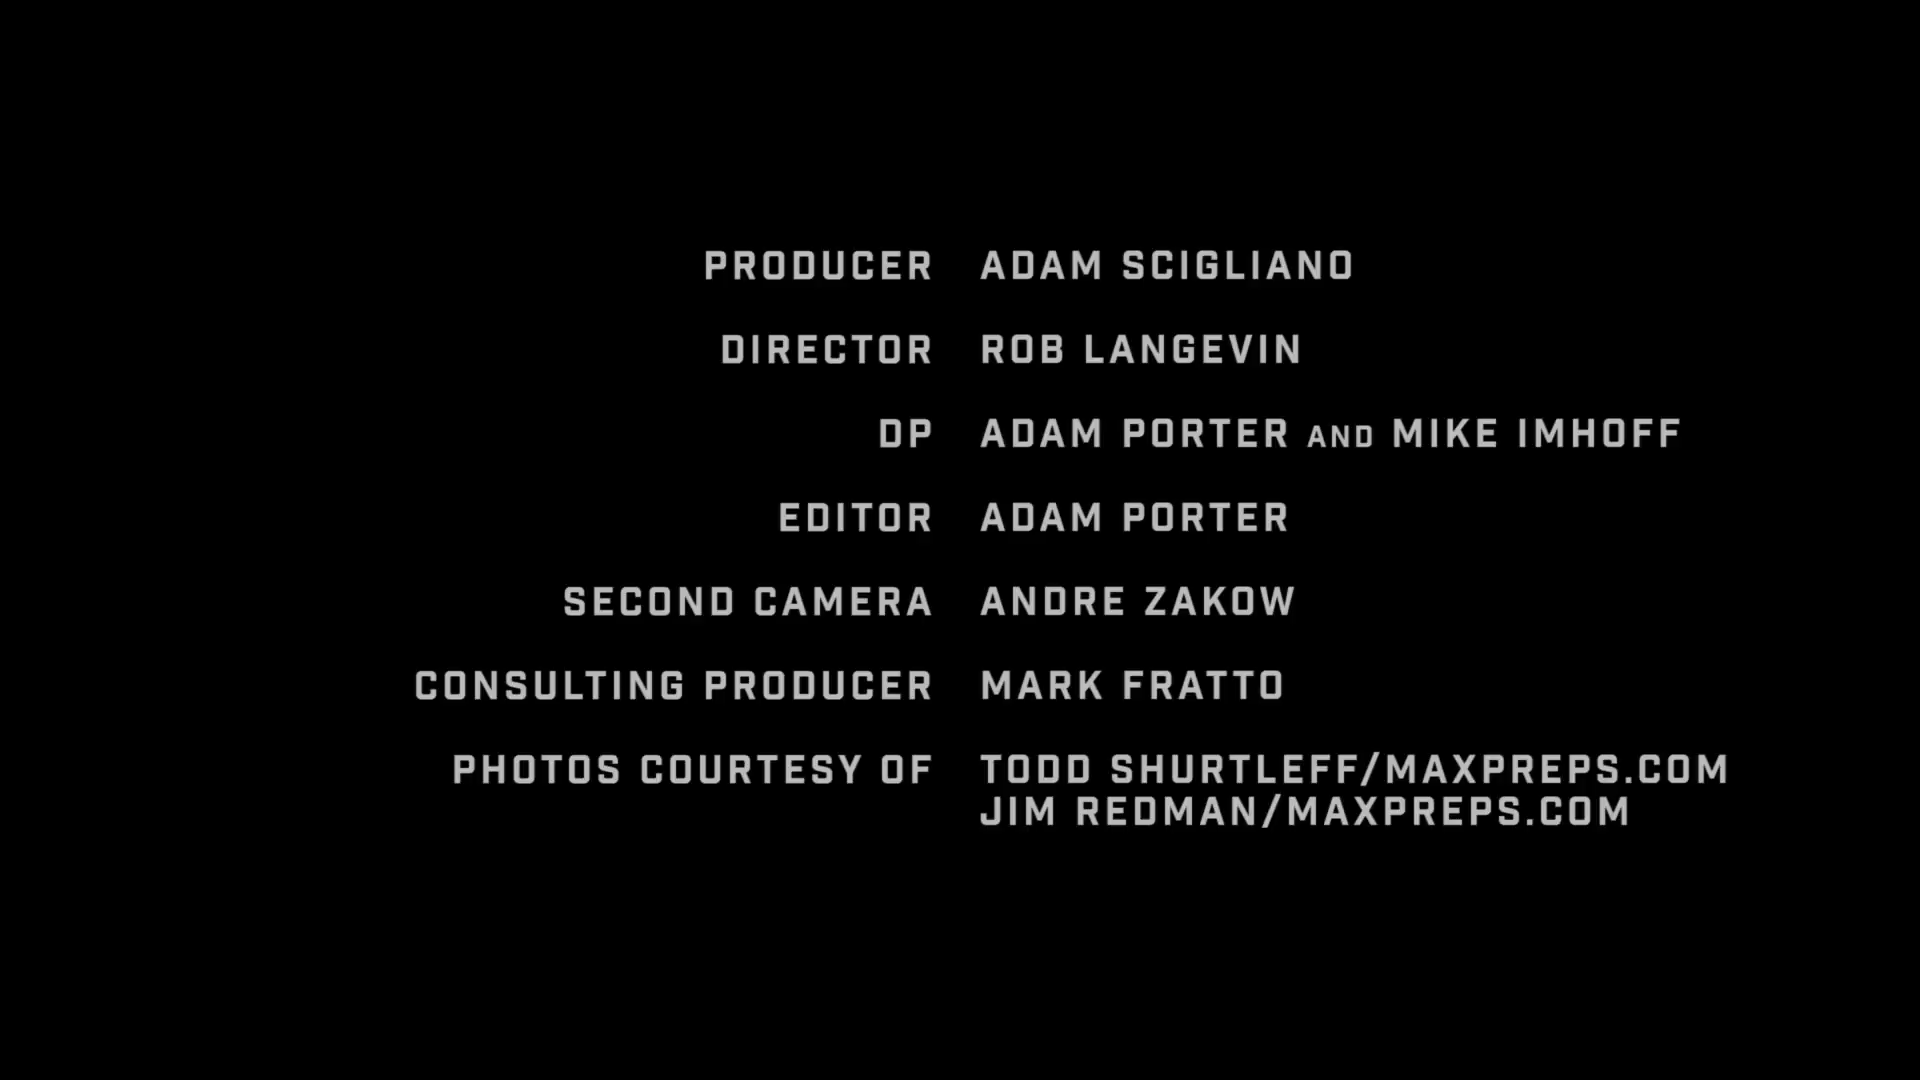 PRODUCER ADAM SCIGLIANO
DIRECTOR ROB LANGEVIN
DP ADAM PORTER AND MIKE IMHOFF
EDITOR ADAM PORTER
SECOND CAMERA ANDRE ZAKOW
CONSULTING PRODUCER MARK FRATTO
PHOTOS COURTESY OF TODD SHURTLEFF/MAXPREPS.COM
JIM REDMAN/MAXPREPS.COM